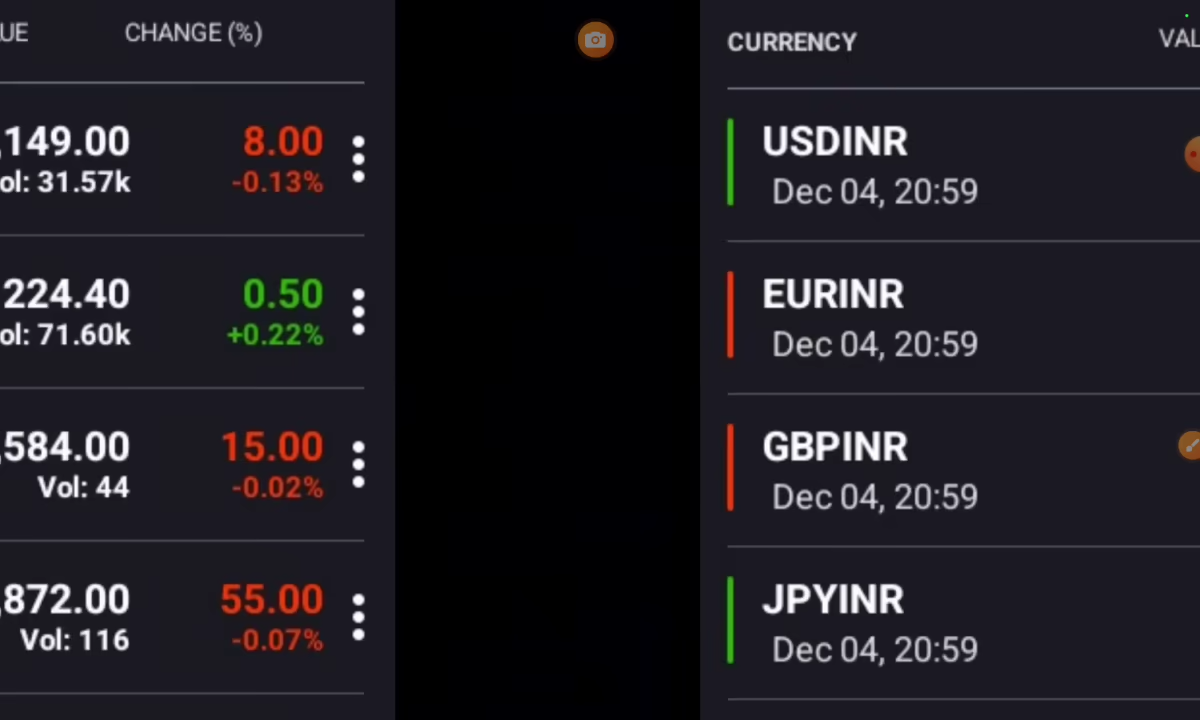 UE CHANGE (%)
,149.00 8.00
ol: 31.57k -0.13%
224.40 0.50
ol: 71.60k +0.22%
,584.00 15.00
Vol: 44 -0.02%
,872.00 55.00
Vol: 116 -0.07%
CURRENCY VAL
USDINR
Dec 04, 20:59
EURINR
Dec 04, 20:59
GBPINR
Dec 04, 20:59
JPYINR
Dec 04, 20:59